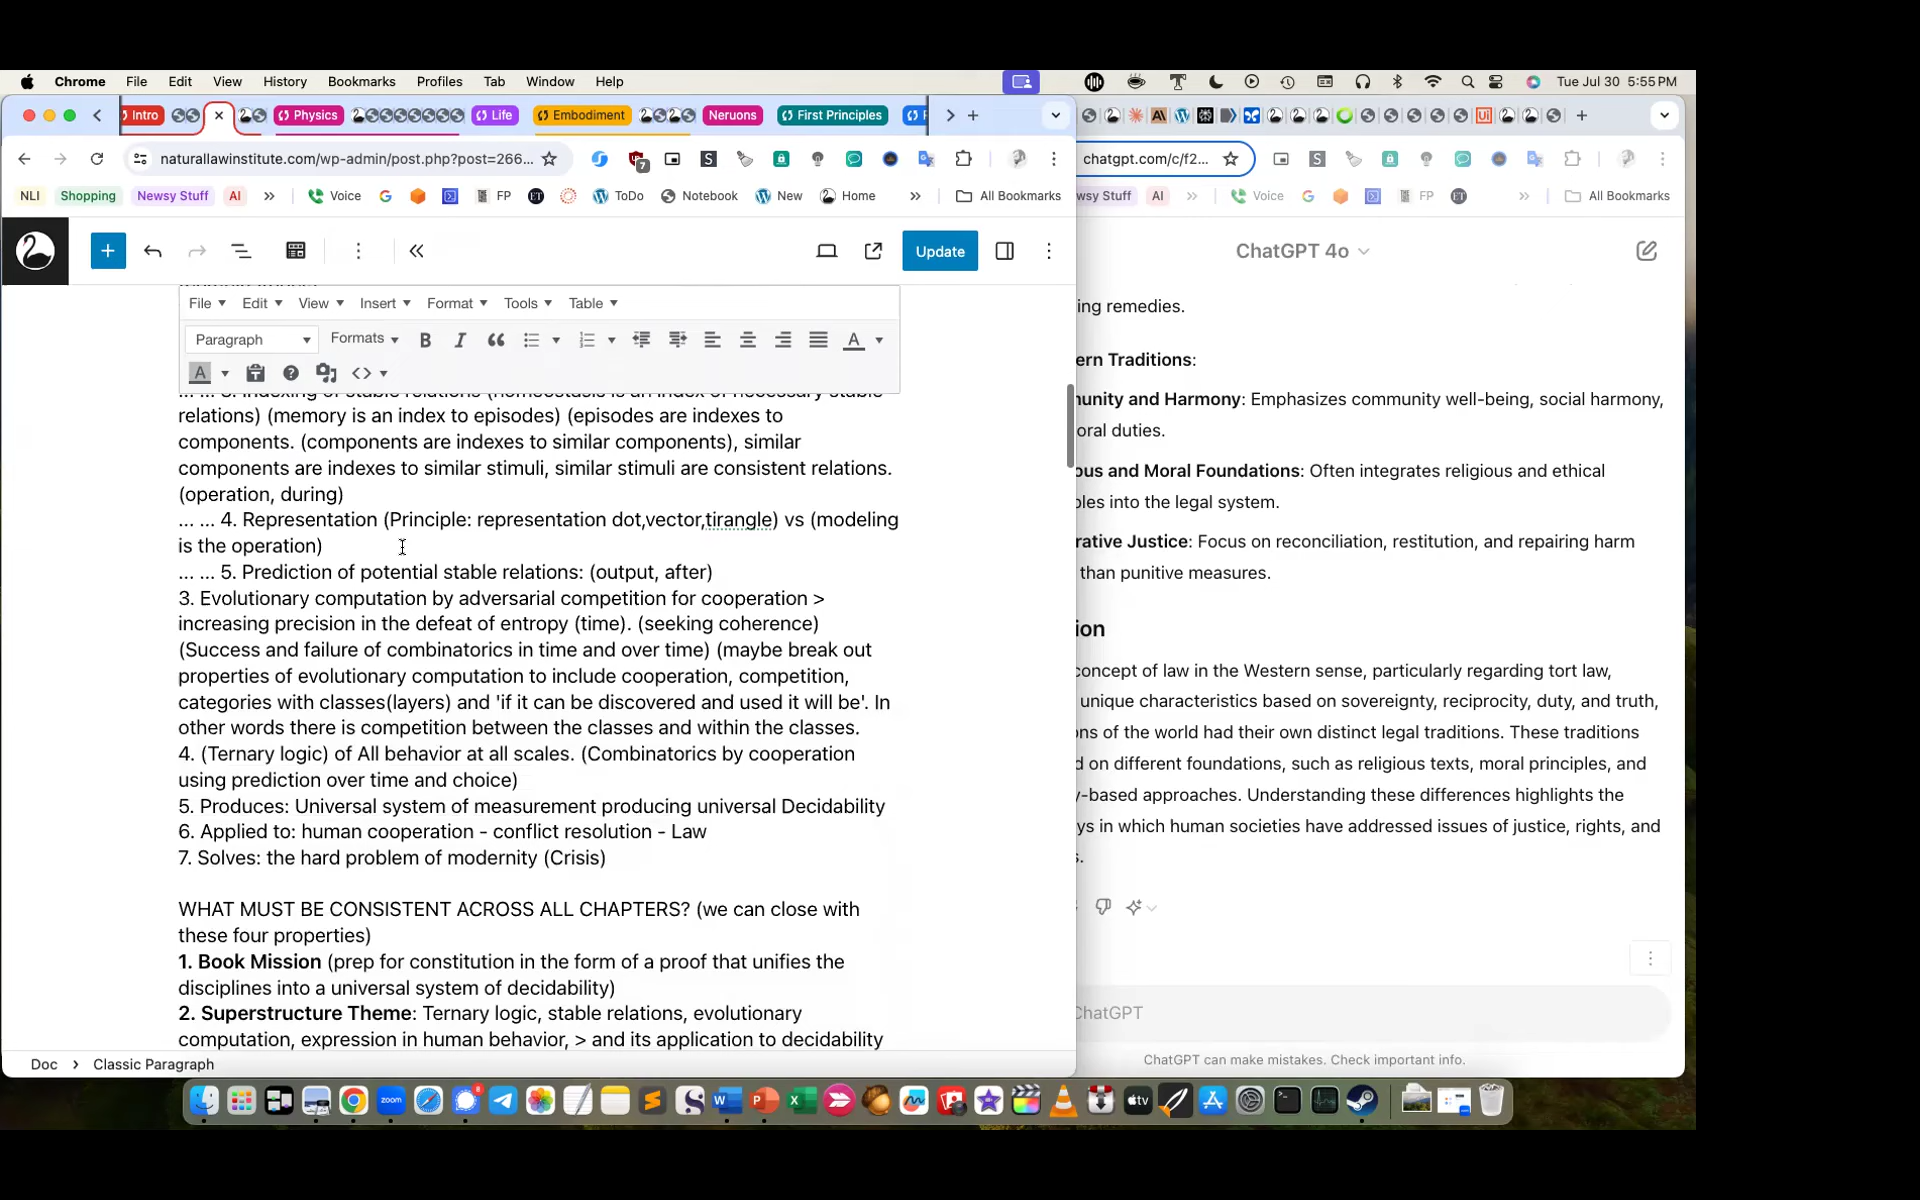 Chrome File Edit View History Bookmarks Profiles Tab Window Help Tue Jul 30 5:55 PM
Intro Physics Life Embodiment Neruons First Principles
naturallawinstitute.com/wp-admin/post.php?post=266...
7
NLI Shopping Newsy Stuff AI » Voice FP ToDo Notebook New Home » All Bookmarks
Update
File Edit View Insert Format Tools Table
Paragraph Formats B I A
A
relations) (memory is an index to episodes) (episodes are indexes to
components. (components are indexes to similar components), similar
components are indexes to similar stimuli, similar stimuli are consistent relations.
(operation, during)
... ... 4. Representation (Principle: representation dot,vector,tirangle) vs (modeling
is the operation)
... ... 5. Prediction of potential stable relations: (output, after)
3. Evolutionary computation by adversarial competition for cooperation >
increasing precision in the defeat of entropy (time). (seeking coherence)
(Success and failure of combinatorics in time and over time) (maybe break out
properties of evolutionary computation to include cooperation, competition,
categories with classes(layers) and 'if it can be discovered and used it will be'. In
other words there is competition between the classes and within the classes.
4. (Ternary logic) of All behavior at all scales. (Combinatorics by cooperation
using prediction over time and choice)
5. Produces: Universal system of measurement producing universal Decidability
6. Applied to: human cooperation - conflict resolution - Law
7. Solves: the hard problem of modernity (Crisis)
WHAT MUST BE CONSISTENT ACROSS ALL CHAPTERS? (we can close with
these four properties)
1. Book Mission (prep for constitution in the form of a proof that unifies the
disciplines into a universal system of decidability)
2. Superstructure Theme: Ternary logic, stable relations, evolutionary
computation, expression in human behavior, > and its application to decidability
Doc › Classic Paragraph
chatgpt.com/c/f2...
wsy Stuff AI » Voice FP » All Bookmarks
ChatGPT 4o
ing remedies.
ern Traditions:
unity and Harmony: Emphasizes community well-being, social harmony,
oral duties.
ous and Moral Foundations: Often integrates religious and ethical
les into the legal system.
rative Justice: Focus on reconciliation, restitution, and repairing harm
than punitive measures.
ion
concept of law in the Western sense, particularly regarding tort law,
unique characteristics based on sovereignty, reciprocity, duty, and truth,
ns of the world had their own distinct legal traditions. These traditions
d on different foundations, such as religious texts, moral principles, and
y-based approaches. Understanding these differences highlights the
ys in which human societies have addressed issues of justice, rights, and
s.
ChatGPT
ChatGPT can make mistakes. Check important info.
zoom tv